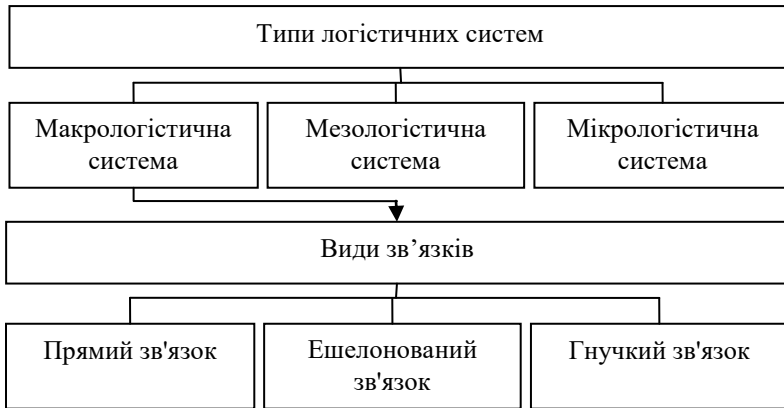 Типи логістичних систем
Макрологістична
система
Мезологістична
система
Мікрологістична
система
Види зв’язків
Прямий зв'язок
Ешелонований
зв'язок
Гнучкий зв'язок